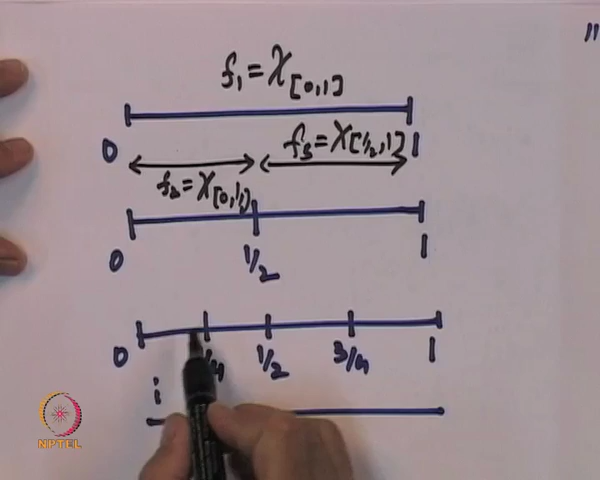 "
f₁ = χ[0,1]
0 1
f₂ = χ[0,½] f₃ = χ[½,1]
0 1/2 1
0 1/4 1/2 3/4 1
i
NPTEL